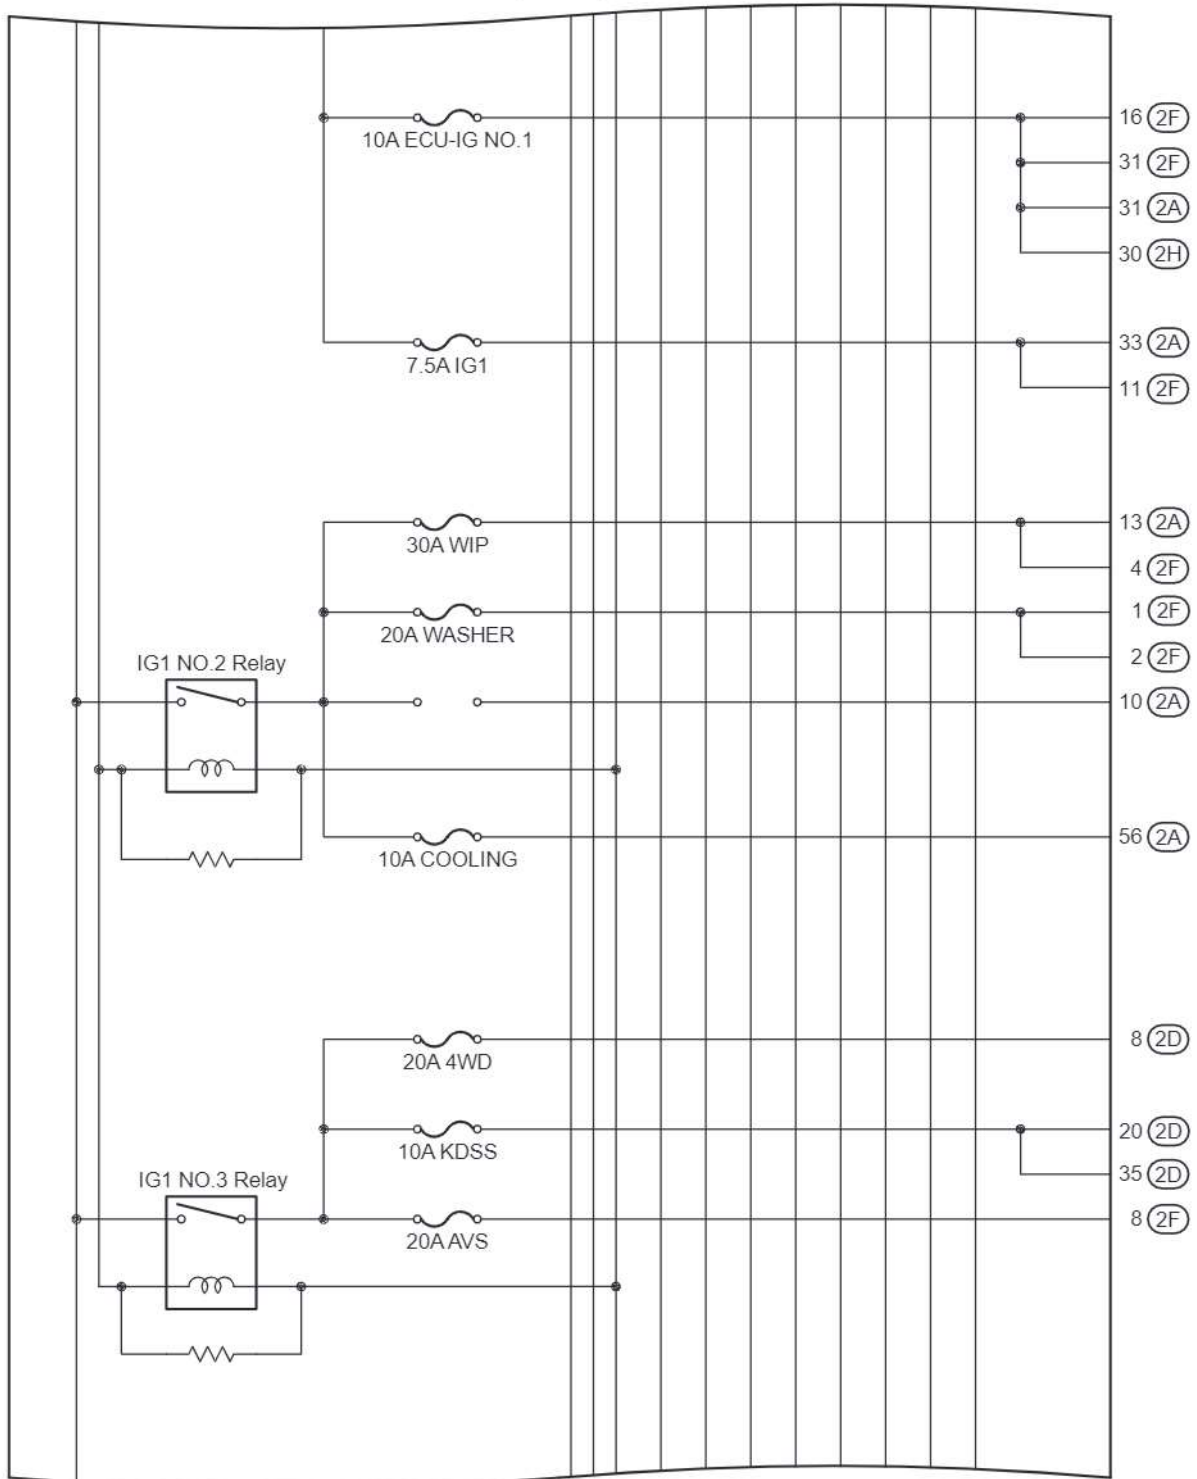 16 2F
10A ECU-IG NO.1
31 2F
31 2A
30 2H
33 2A
7.5A IG1
11 2F
13 2A
30A WIP
4 2F
1 2F
20A WASHER
2 2F
IG1 NO.2 Relay
10 2A
56 2A
10A COOLING
8 2D
20A 4WD
20 2D
10A KDSS
35 2D
IG1 NO.3 Relay
8 2F
20A AVS